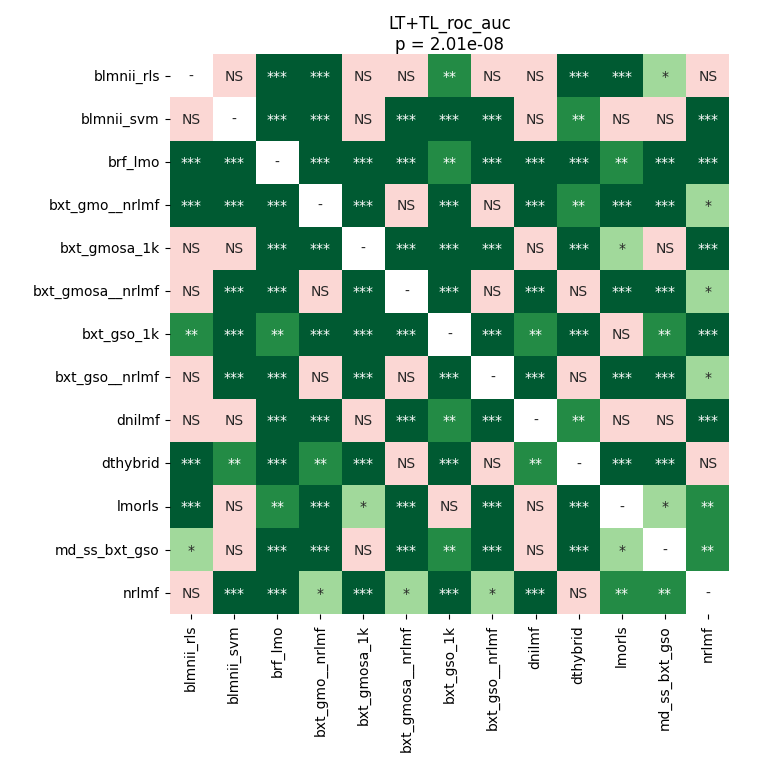 LT+TL_roc_auc
p = 2.01e-08
blmnii_rls - NS *** *** NS NS ** NS NS *** *** * NS
blmnii_svm NS - *** *** NS *** *** *** NS ** NS NS ***
brf_lmo *** *** - *** *** *** ** *** *** *** ** *** ***
bxt_gmo__nrlmf *** *** *** - *** NS *** NS *** ** *** *** *
bxt_gmosa_1k NS NS *** *** - *** *** *** NS *** * NS ***
bxt_gmosa__nrlmf NS *** *** NS *** - *** NS *** NS *** *** *
bxt_gso_1k ** *** ** *** *** *** - *** ** *** NS ** ***
bxt_gso__nrlmf NS *** *** NS *** NS *** - *** NS *** *** *
dnilmf NS NS *** *** NS *** ** *** - ** NS NS ***
dthybrid *** ** *** ** *** NS *** NS ** - *** *** NS
lmorls *** NS ** *** * *** NS *** NS *** - * **
md_ss_bxt_gso * NS *** *** NS *** ** *** NS *** * - **
nrlmf NS *** *** * *** * *** * *** NS ** ** -
blmnii_rls
blmnii_svm
brf_lmo
bxt_gmo__nrlmf
bxt_gmosa_1k
bxt_gmosa__nrlmf
bxt_gso_1k
bxt_gso__nrlmf
dnilmf
dthybrid
lmorls
md_ss_bxt_gso
nrlmf